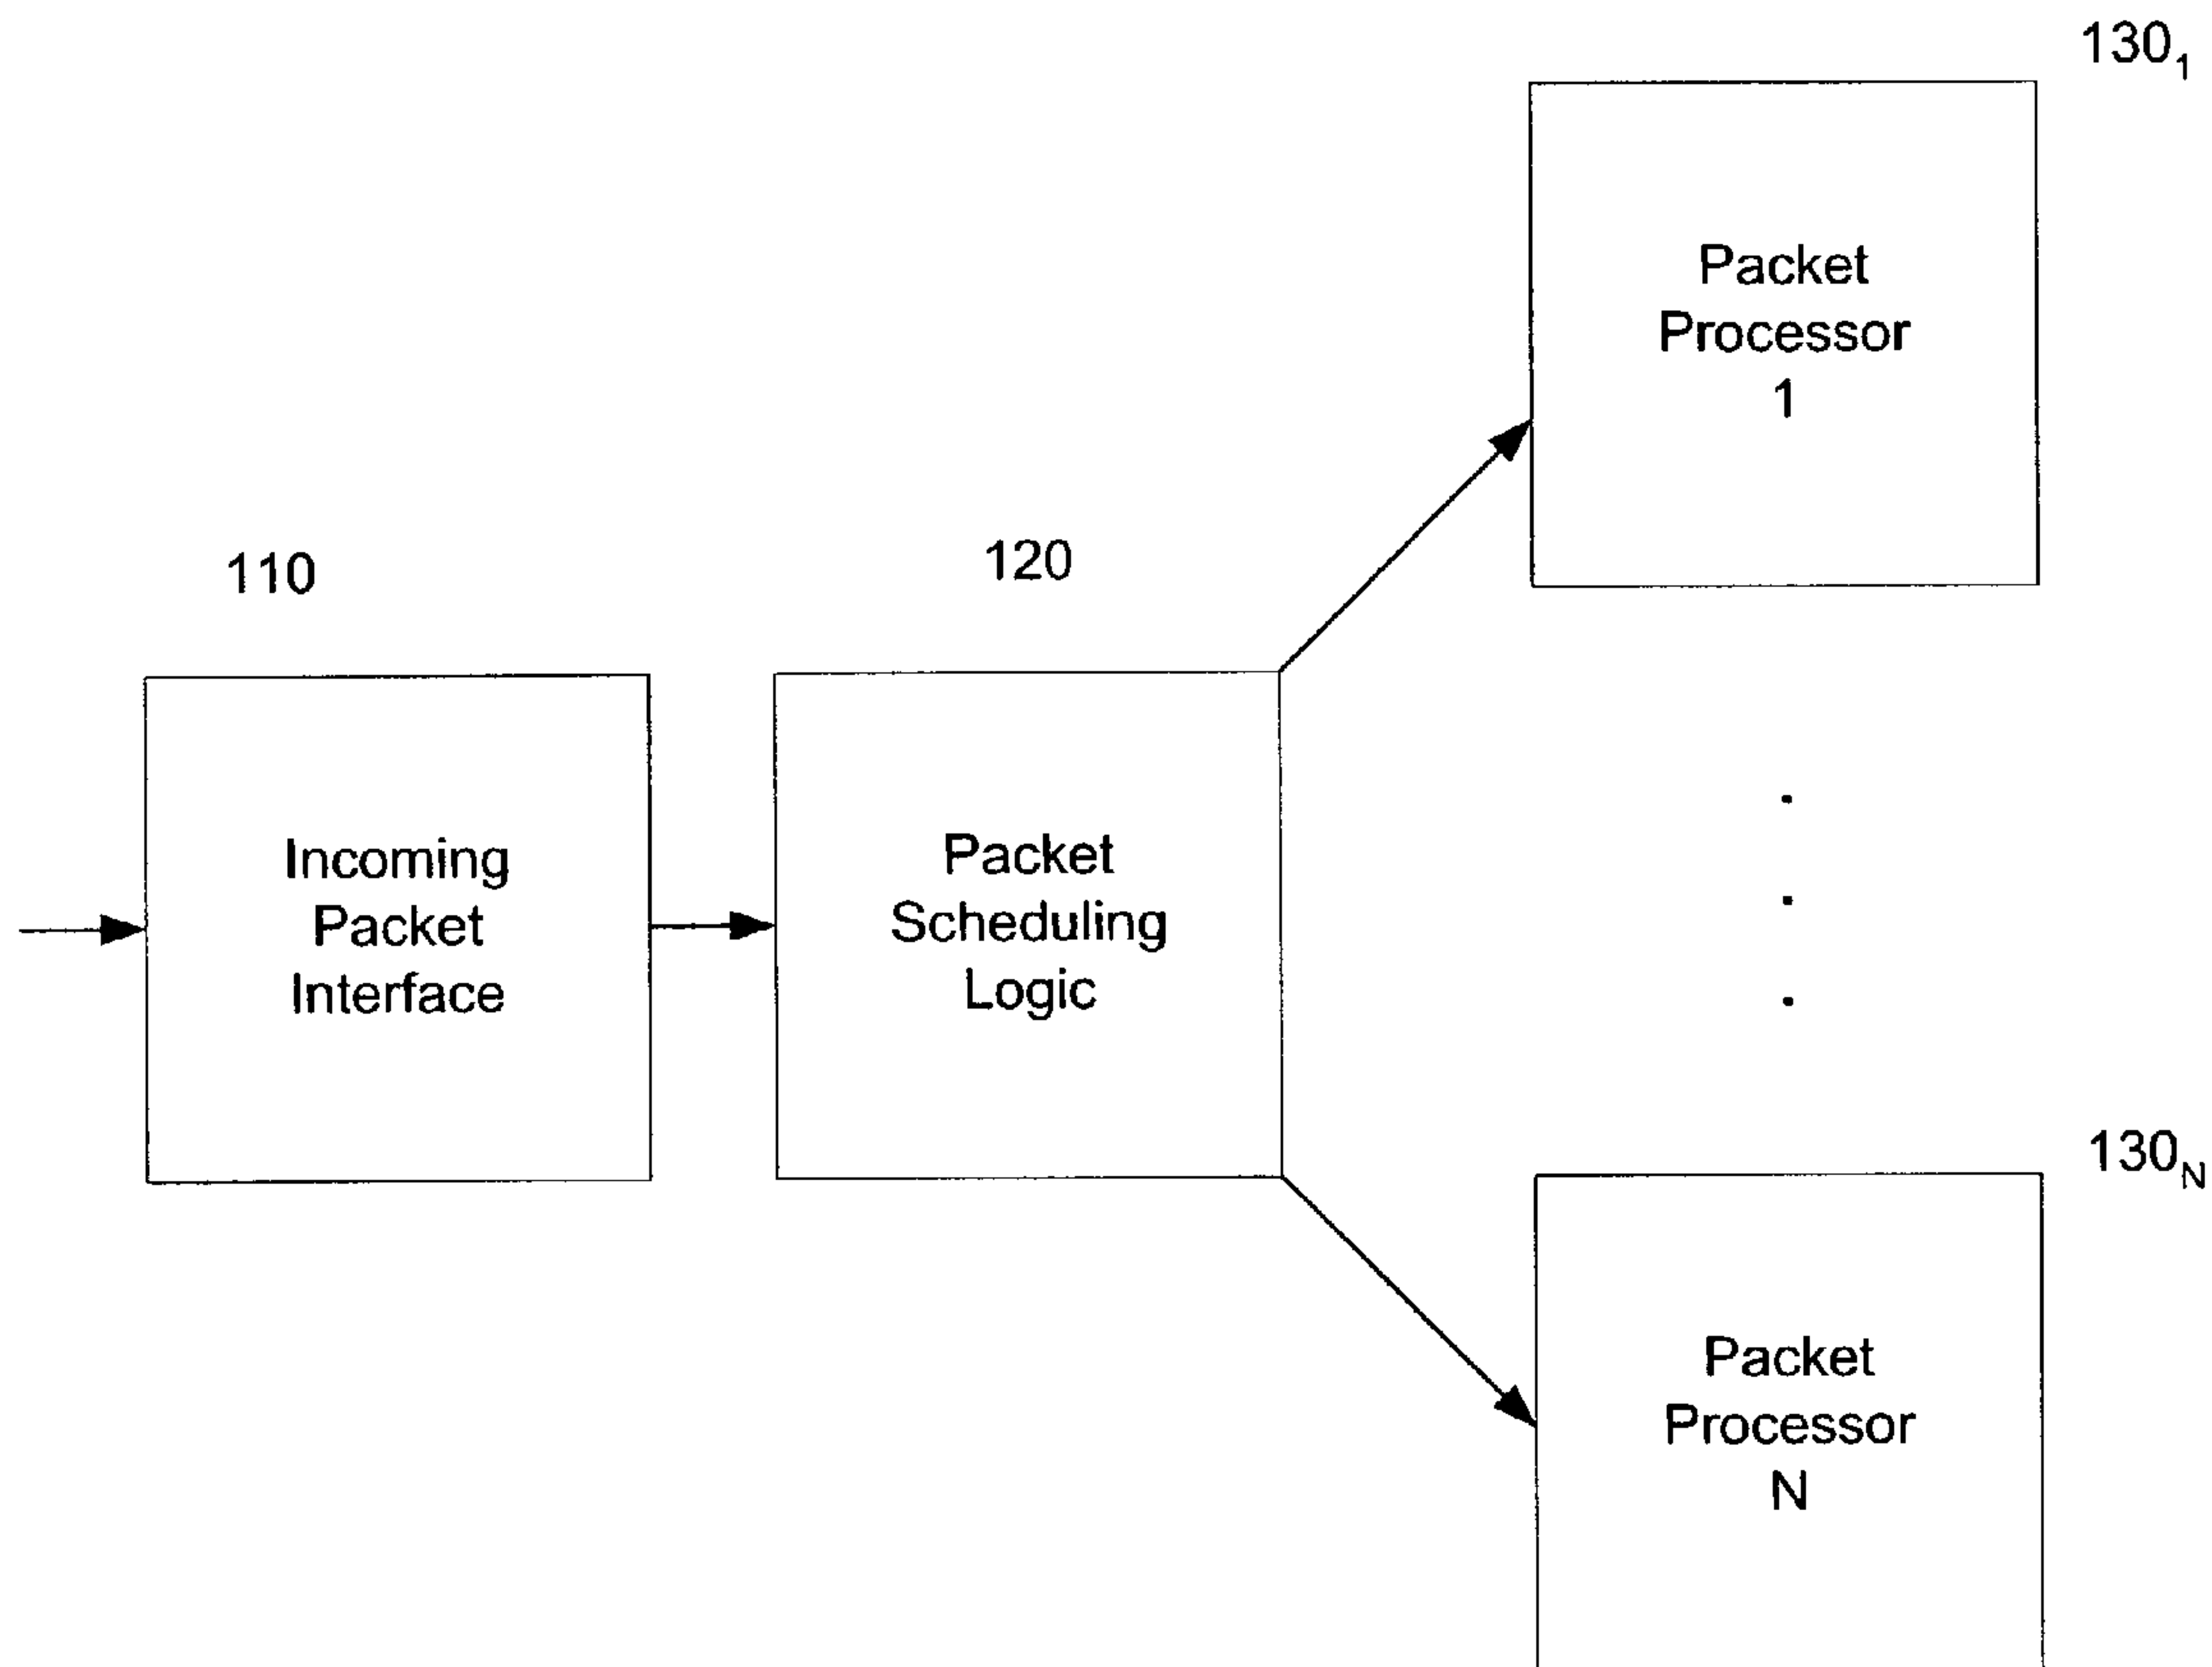 130₁
Packet
Processor
1
110
120
Incoming
Packet
Interface
Packet
Scheduling
Logic
.
.
.
130N
Packet
Processor
N